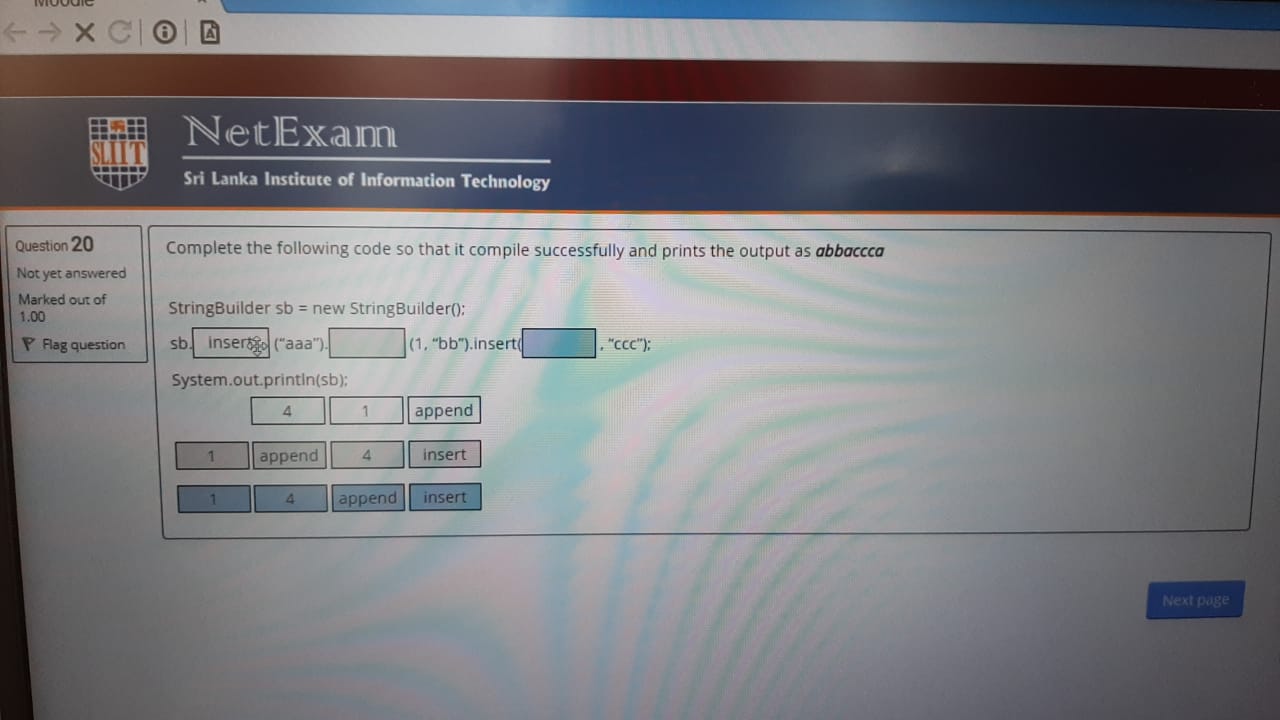 Moodle
NetExam
SLIIT
Sri Lanka Institute of Information Technology
Question 20
Not yet answered
Marked out of
1.00
Flag question
Complete the following code so that it compile successfully and prints the output as abbaccca
StringBuilder sb = new StringBuilder();
sb. insert ("aaa"). (1, "bb").insert( , "ccc");
System.out.println(sb);
4 1 append
1 append 4 insert
1 4 append insert
Next page